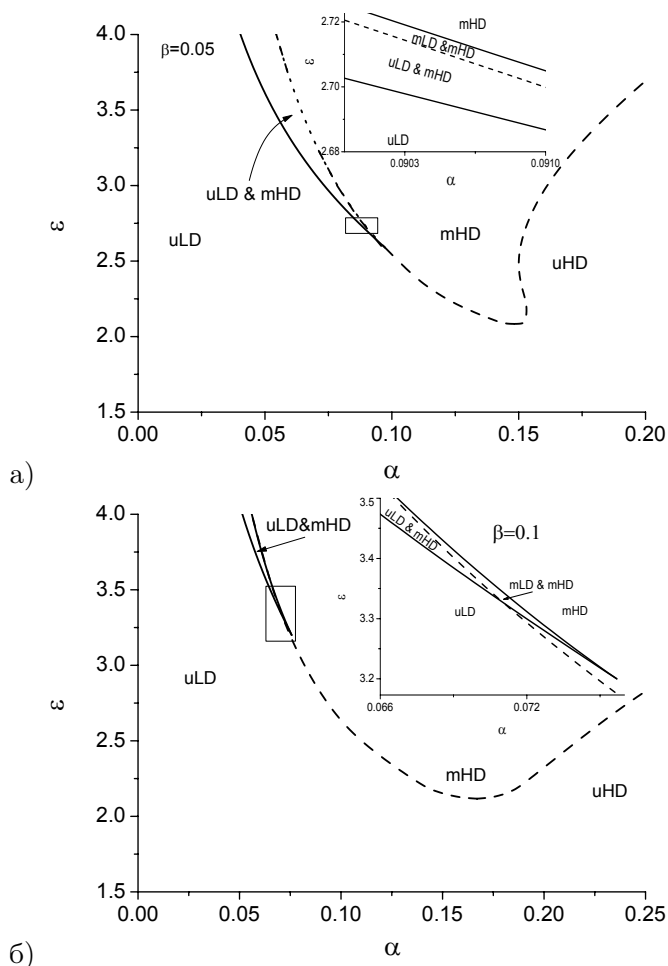 4.0
3.5
3.0
2.5
2.0
1.5
ε
β=0.05
uLD & mHD
uLD
mHD
uHD
0.00 0.05 0.10 0.15 0.20
α
2.72
2.70
2.68
ε
mHD
mLD & mHD
uLD & mHD
uLD
0.0903 0.0910
α
а)
4.0
3.5
3.0
2.5
2.0
1.5
ε
uLD&mHD
uLD
mHD
uHD
0.00 0.05 0.10 0.15 0.20 0.25
α
3.5
3.4
3.3
3.2
ε
β=0.1
uLD & mHD
mLD & mHD
uLD
mHD
0.066 0.072
α
б)